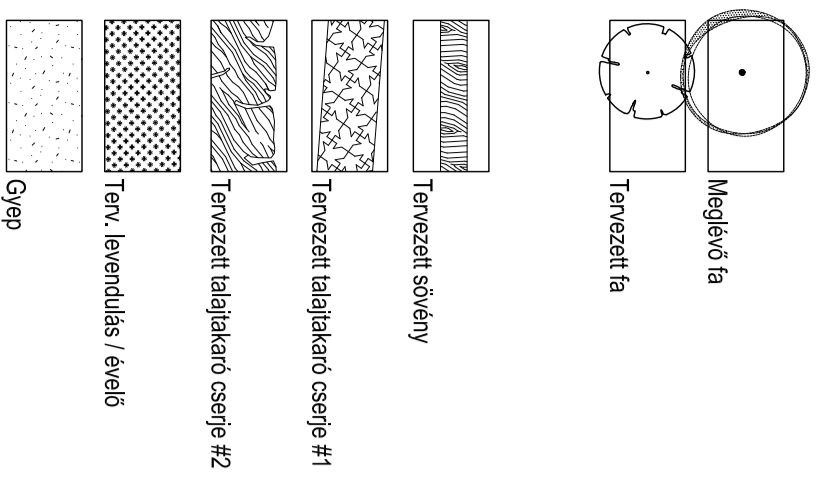 Meglévő fa
Tervezett fa
Tervezett sövény
Tervezett talajtakaró cserje #1
Tervezett talajtakaró cserje #2
Terv. levendulás / évelő
Gyep